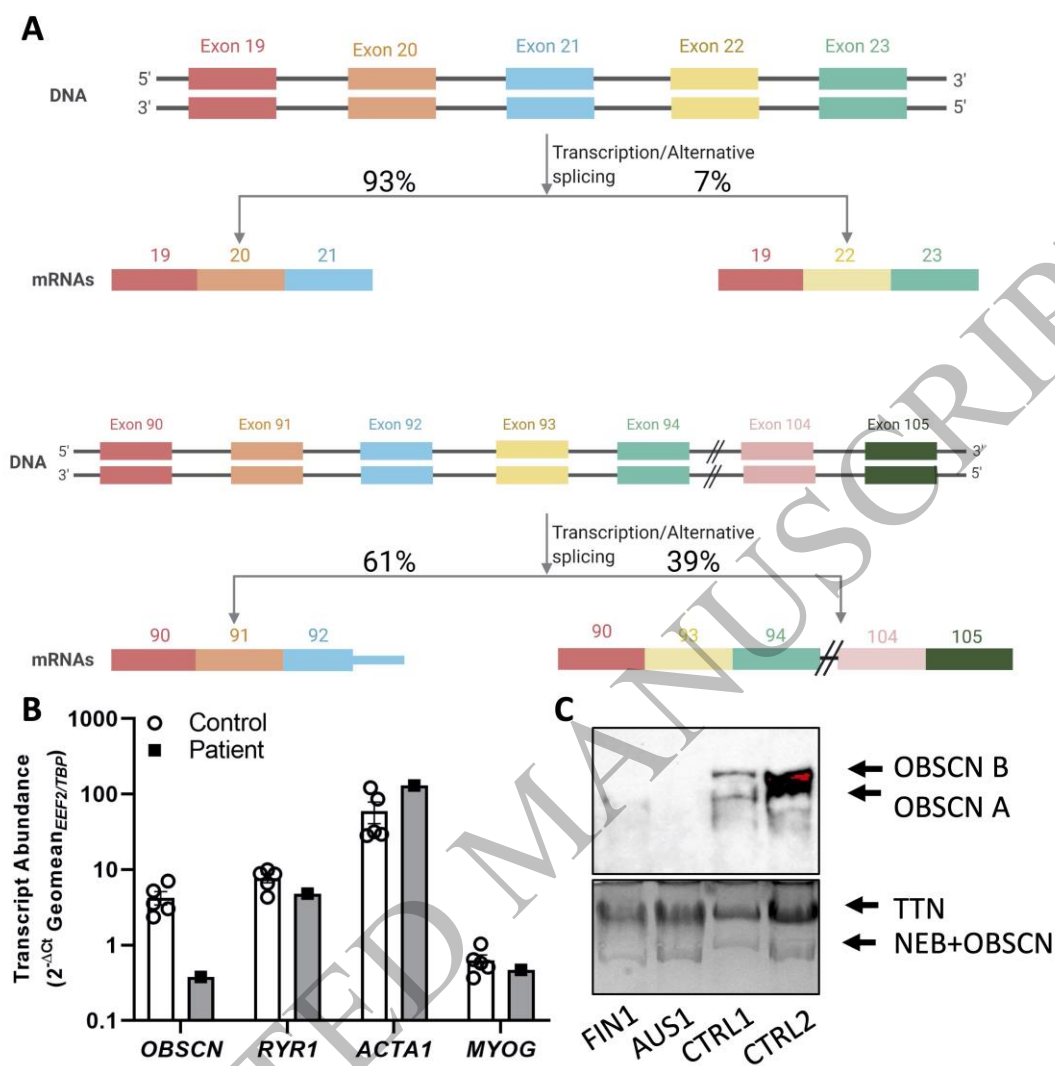 A
Exon 19 Exon 20 Exon 21 Exon 22 Exon 23
5' 3'
DNA
3' 5'
Transcription/Alternative
splicing
93% 7%
19 20 21 19 22 23
mRNAs
Exon 90 Exon 91 Exon 92 Exon 93 Exon 94 Exon 104 Exon 105
5' 3'
DNA
3' 5'
Transcription/Alternative
splicing
61% 39%
90 91 92 90 93 94 104 105
mRNAs
B
Transcript Abundance
(2^-ΔCt Geomean_EEF2/TBP)
1000
100
10
1
0.1
Control
Patient
OBSCN RYR1 ACTA1 MYOG
C
OBSCN B
OBSCN A
TTN
NEB+OBSCN
FIN1 AUS1 CTRL1 CTRL2
TED MANUSCRIP